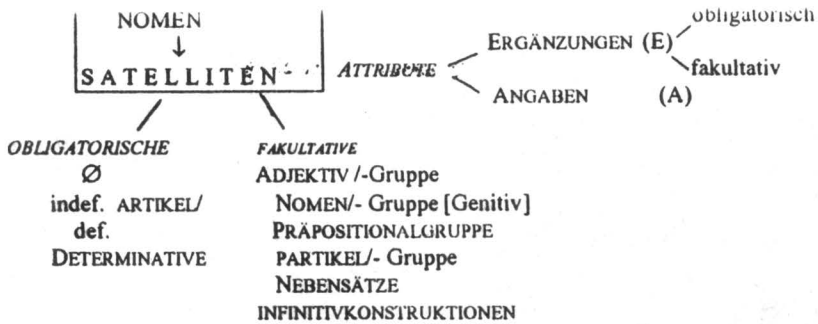 NOMEN
obligatorisch
ERGÄNZUNGEN (E)
SATELLITEN
ATTRIBUTE
fakultativ
ANGABEN (A)
OBLIGATORISCHE
FAKULTATIVE
Ø
ADJEKTIV /-Gruppe
indef. ARTIKEL/
NOMEN/- Gruppe [Genitiv]
def.
PRÄPOSITIONALGRUPPE
DETERMINATIVE
PARTIKEL/- Gruppe
NEBENSÄTZE
INFINITIVKONSTRUKTIONEN